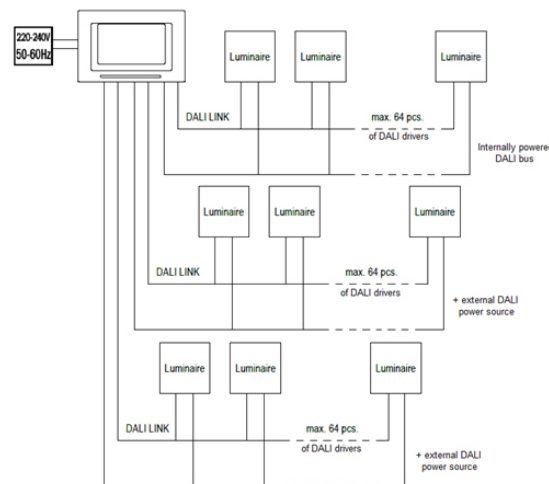 220-240V
50-60Hz
Luminaire
Luminaire
Luminaire
DALI LINK
max. 64 pcs.
of DALI drivers
Internally powered
DALI bus
Luminaire
Luminaire
Luminaire
DALI LINK
max. 64 pcs.
of DALI drivers
+ external DALI
power source
Luminaire
Luminaire
Luminaire
DALI LINK
max. 64 pcs.
of DALI drivers
+ external DALI
power source